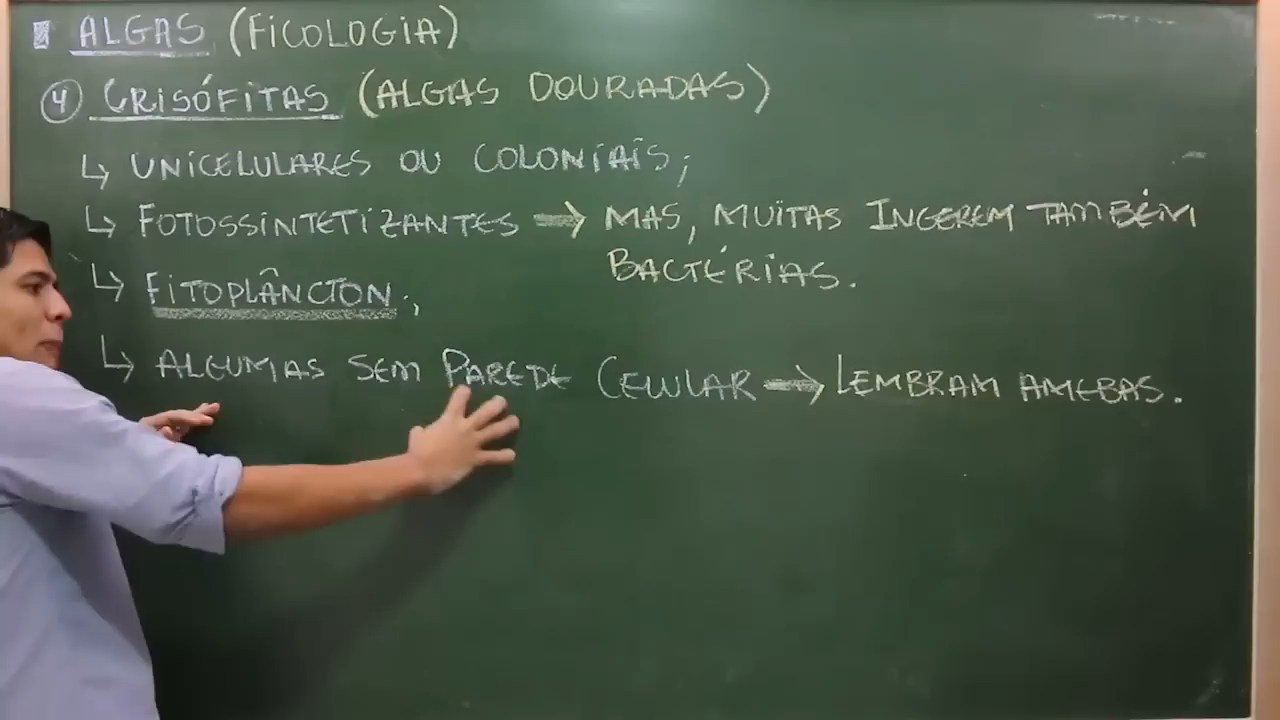 ALGAS (FICOLOGIA)
4 CRISÓFITAS (ALGAS DOURADAS)
↳ UNICELULARES OU COLONIAIS;
↳ FOTOSSINTETIZANTES ⇒ MAS, MUITAS INGEREM TAMBÉM
BACTÉRIAS.
↳ FITOPLÂNCTON;
↳ ALGUMAS SEM PAREDE CELULAR ⇒ LEMBRAM AMEBAS.